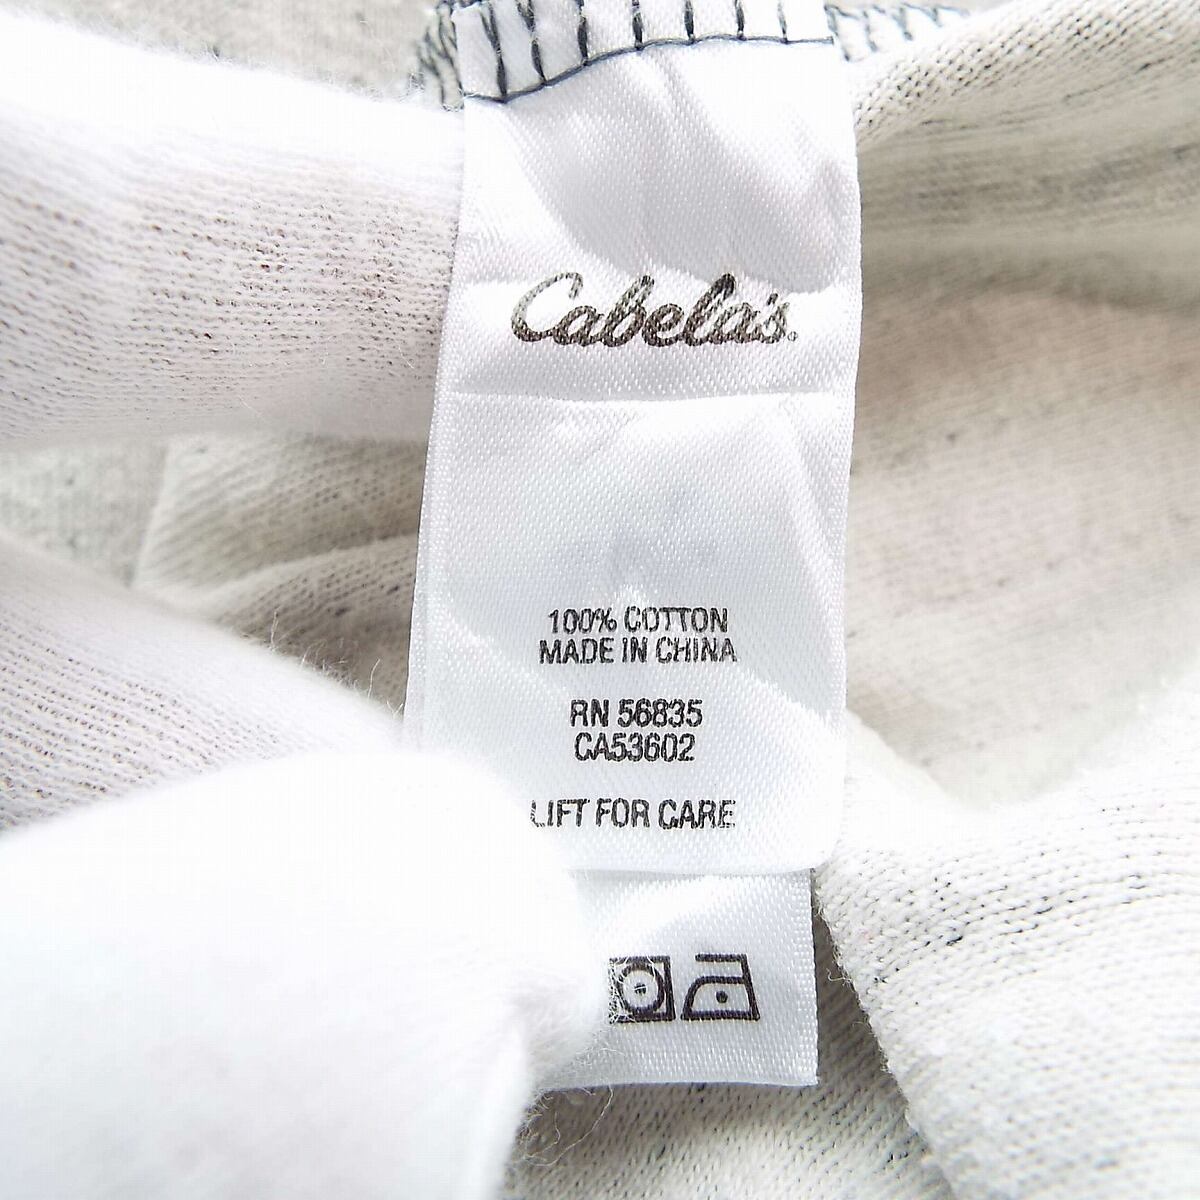 Cabela's.
100% COTTON
MADE IN CHINA
RN 56835
CA53602
LIFT FOR CARE